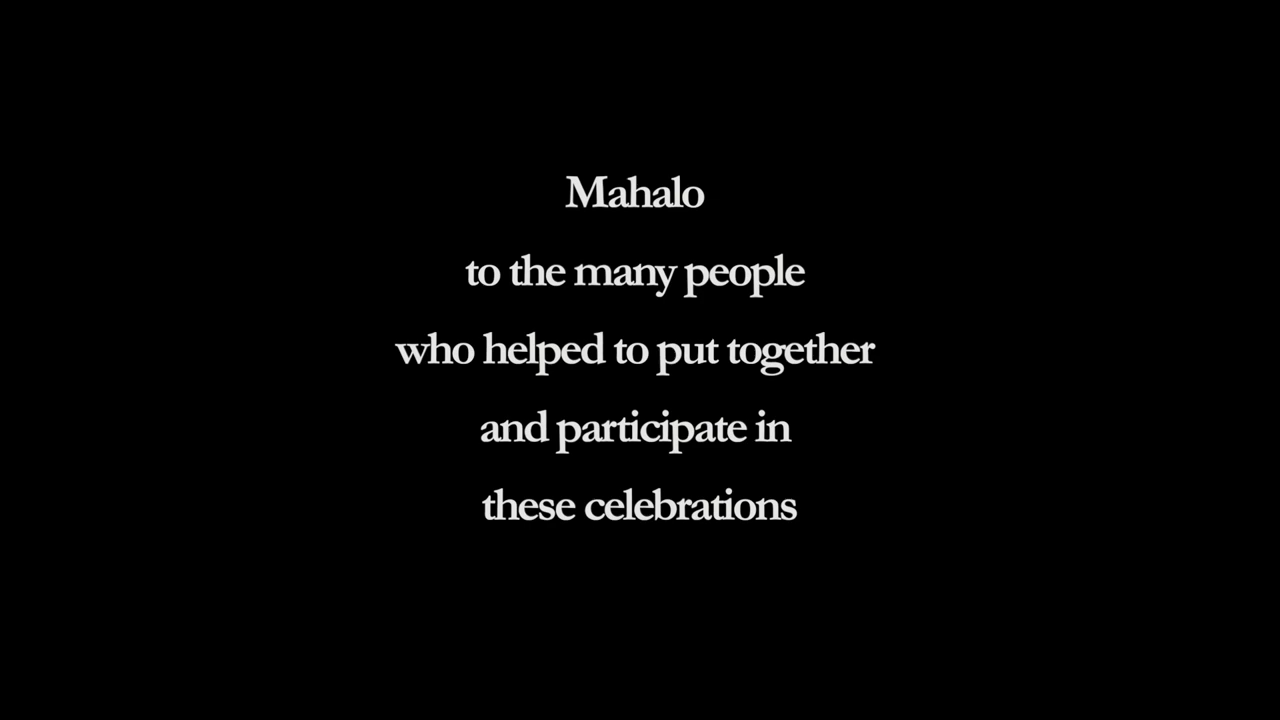 Mahalo
to the many people
who helped to put together
and participate in
these celebrations